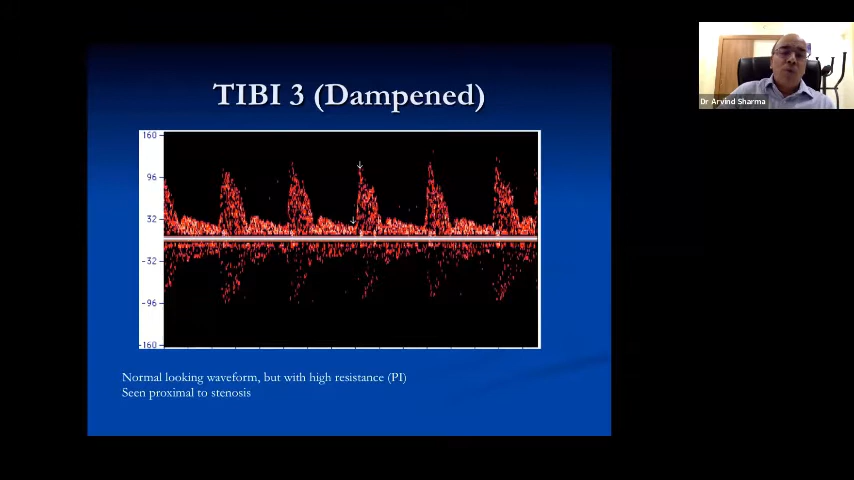 TIBI 3 (Dampened)
160
96
32
-32
-96
-160
Normal looking waveform, but with high resistance (PI)
Seen proximal to stenosis
Dr Arvind Sharma